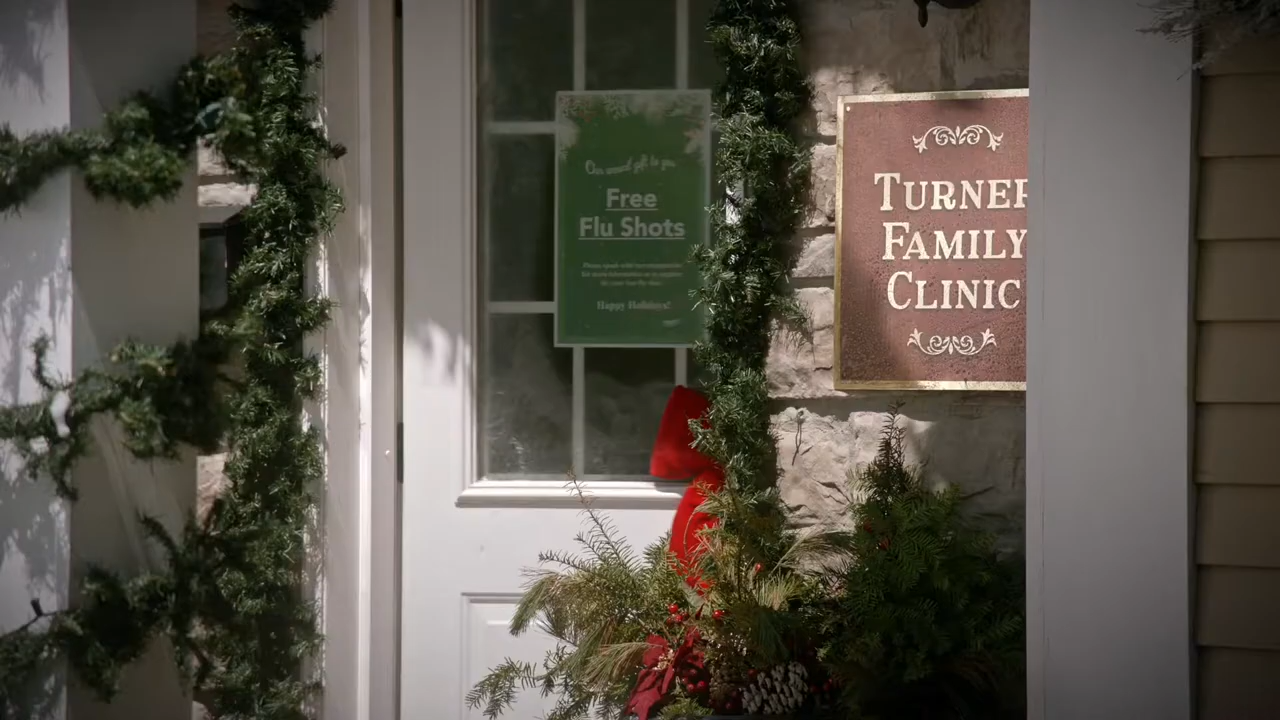 Our annual gift to you
Free
Flu Shots
Happy Holidays!
TURNER
FAMILY
CLINIC